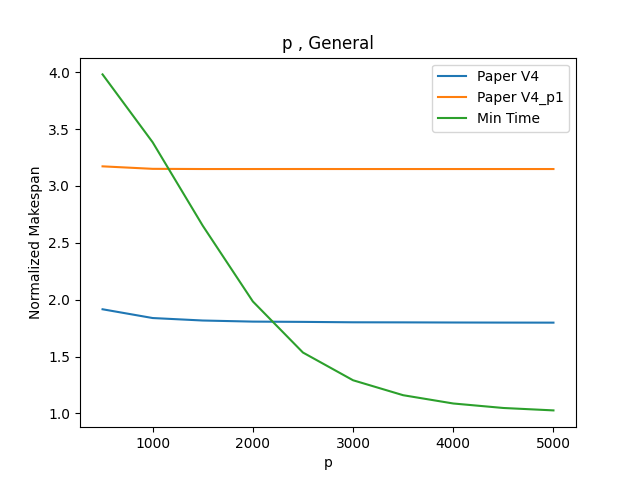 p , General
Paper V4
Paper V4_p1
Min Time
Normalized Makespan
4.0
3.5
3.0
2.5
2.0
1.5
1.0
1000
2000
3000
4000
5000
p